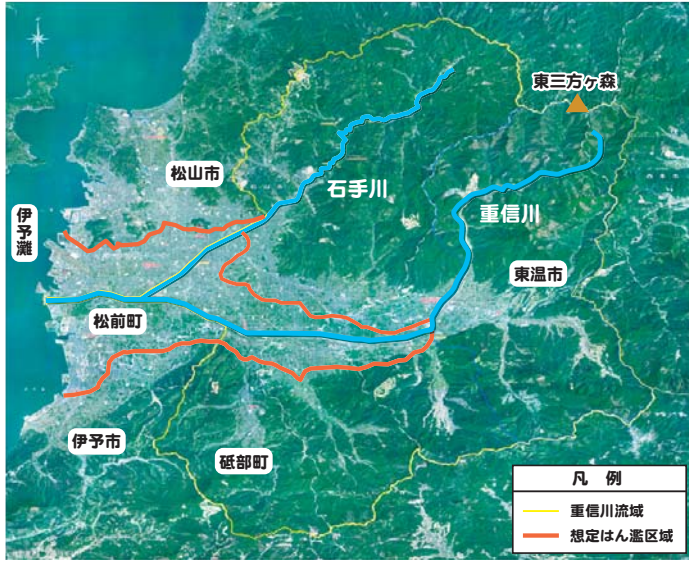 東三方ヶ森
松山市
石手川
重信川
伊予灘
東温市
松前町
伊予市
砥部町
凡 例
重信川流域
想定はん濫区域